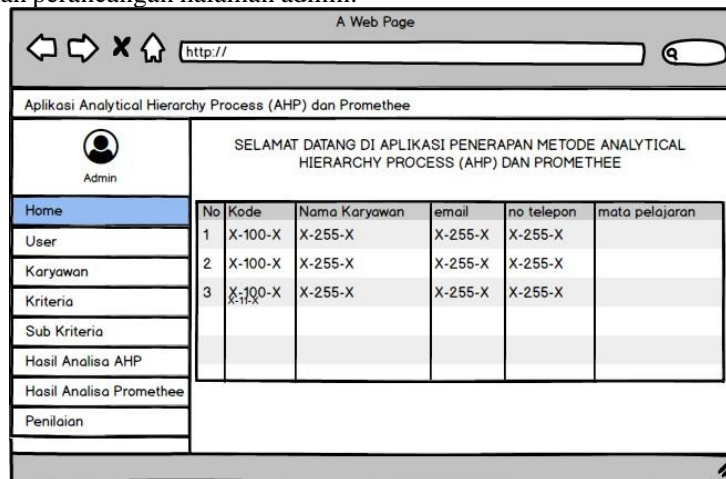 perancangan halaman admin.
A Web Page
http://
Aplikasi Analytical Hierarchy Process (AHP) dan Promethee
Admin
SELAMAT DATANG DI APLIKASI PENERAPAN METODE ANALYTICAL
HIERARCHY PROCESS (AHP) DAN PROMETHEE
Home
User
Karyawan
Kriteria
Sub Kriteria
Hasil Analisa AHP
Hasil Analisa Promethee
Penilaian
No Kode Nama Karyawan email no telepon mata pelajaran
1 X-100-X X-255-X X-255-X X-255-X
2 X-100-X X-255-X X-255-X X-255-X
3 X-100-X X-255-X X-255-X X-255-X
X-11-X